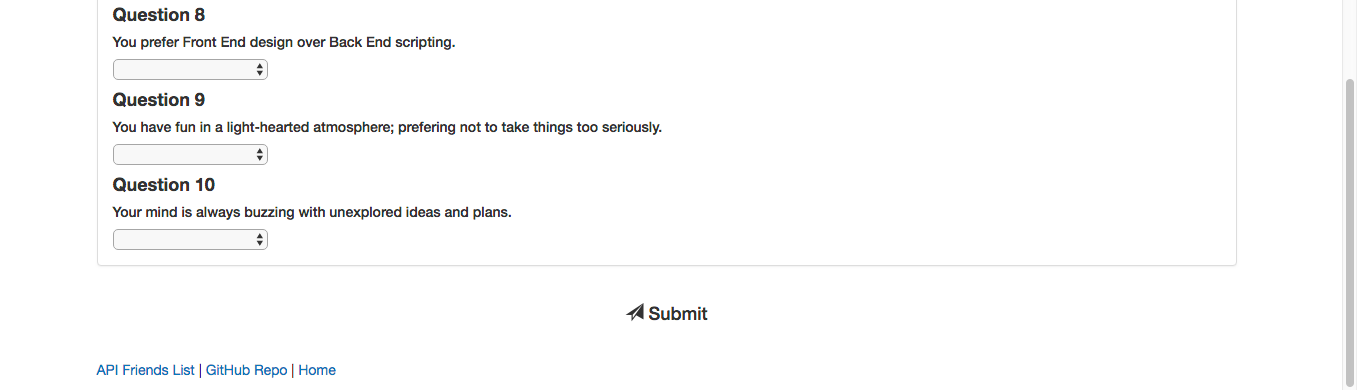 Question 8
You prefer Front End design over Back End scripting.
Question 9
You have fun in a light-hearted atmosphere; prefering not to take things too seriously.
Question 10
Your mind is always buzzing with unexplored ideas and plans.
Submit
API Friends List | GitHub Repo | Home